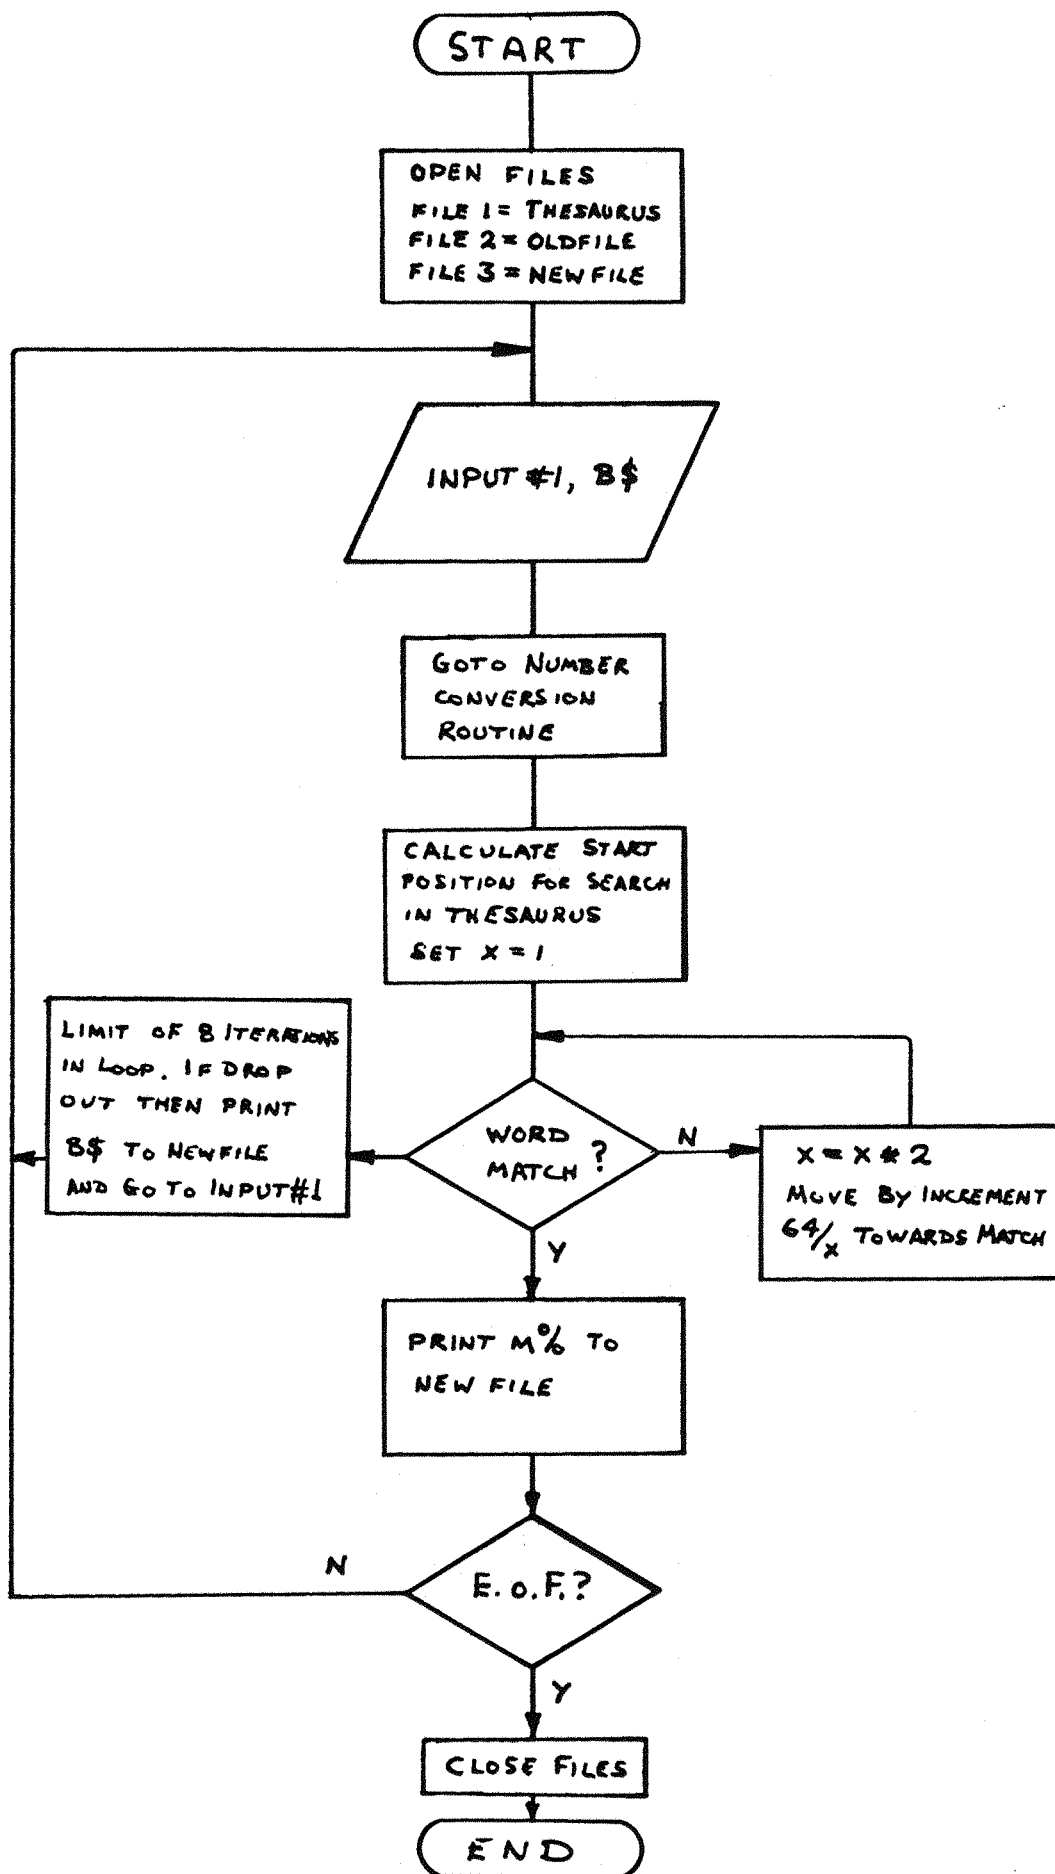 START
OPEN FILES
FILE 1 = THESAURUS
FILE 2 = OLDFILE
FILE 3 = NEWFILE
INPUT #1, B$
GOTO NUMBER
CONVERSION
ROUTINE
CALCULATE START
POSITION FOR SEARCH
IN THESAURUS
SET X = 1
LIMIT OF 8 ITERATIONS
IN LOOP. IF DROP
OUT THEN PRINT
B$ TO NEWFILE
AND GO TO INPUT #1
WORD
MATCH ?
N
X = X * 2
MOVE BY INCREMENT
64/X TOWARDS MATCH
Y
PRINT M% TO
NEW FILE
N
E.O.F.?
Y
CLOSE FILES
END